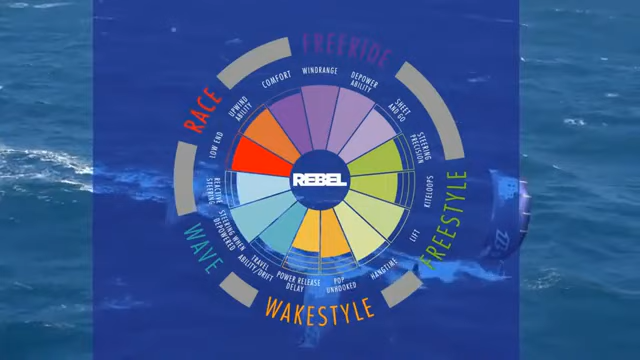 FREERIDE
COMFORT
WINDRANGE
DEPOWER
ABILITY
SHEET
AND GO
STEERING
PRECISION
KITELOOPS
FREESTYLE
LIFT
HANGTIME
POP
UNHOOKED
WAKESTYLE
POWER RELEASE
DELAY
TRAVEL
ABILITY/DRIFT
STEERING WHEN
DEPOWERED
WAVE
REACTIVE
STEERING
LOW END
RACE
UPWIND
ABILITY
REBEL